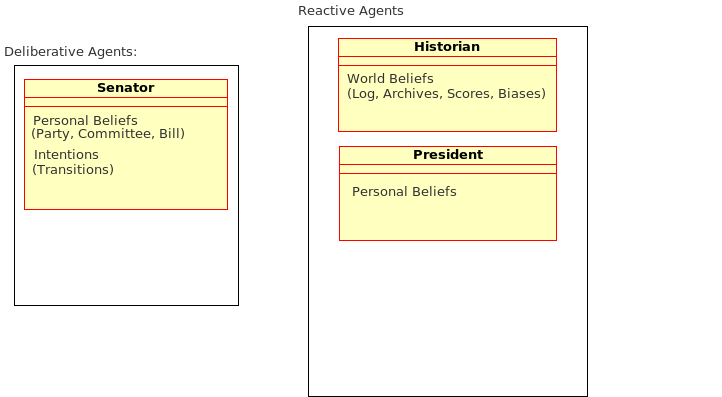 Deliberative Agents:
Senator
Personal Beliefs
(Party, Committee, Bill)
Intentions
(Transitions)
Reactive Agents
Historian
World Beliefs
(Log, Archives, Scores, Biases)
President
Personal Beliefs